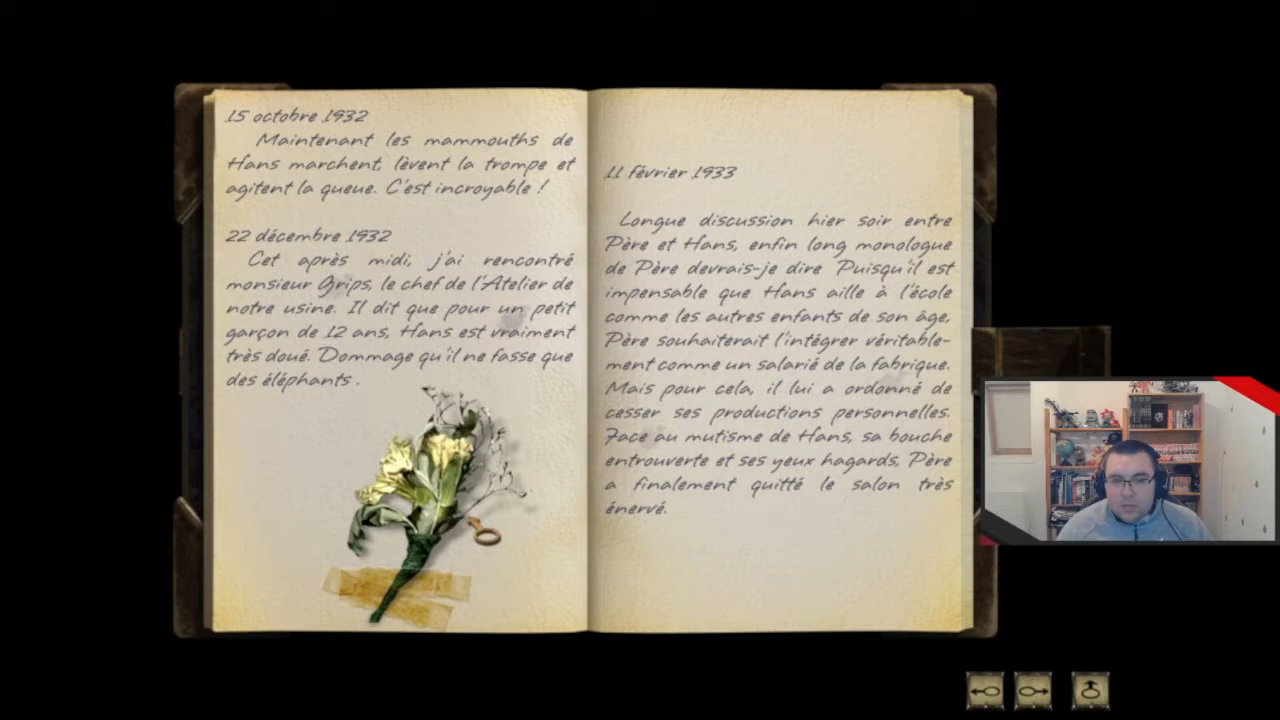 15 octobre 1932
Maintenant les mammouths de
Hans marchent, lèvent la trompe et
agitent la queue. C'est incroyable !
22 décembre 1932
Cet après midi, j'ai rencontré
monsieur Grips, le chef de l'Atelier de
notre usine. Il dit que pour un petit
garçon de 12 ans, Hans est vraiment
très doué. Dommage qu'il ne fasse que
des éléphants .
11 février 1933
Longue discussion hier soir entre
Père et Hans, enfin long monologue
de Père devrais-je dire Puisqu'il est
impensable que Hans aille à l'école
comme les autres enfants de son âge,
Père souhaiterait l'intégrer véritable-
ment comme un salarié de la fabrique.
Mais pour cela, il lui a ordonné de
cesser ses productions personnelles.
Face au mutisme de Hans, sa bouche
entrouverte et ses yeux hagards, Père
a finalement quitté le salon très
énervé.